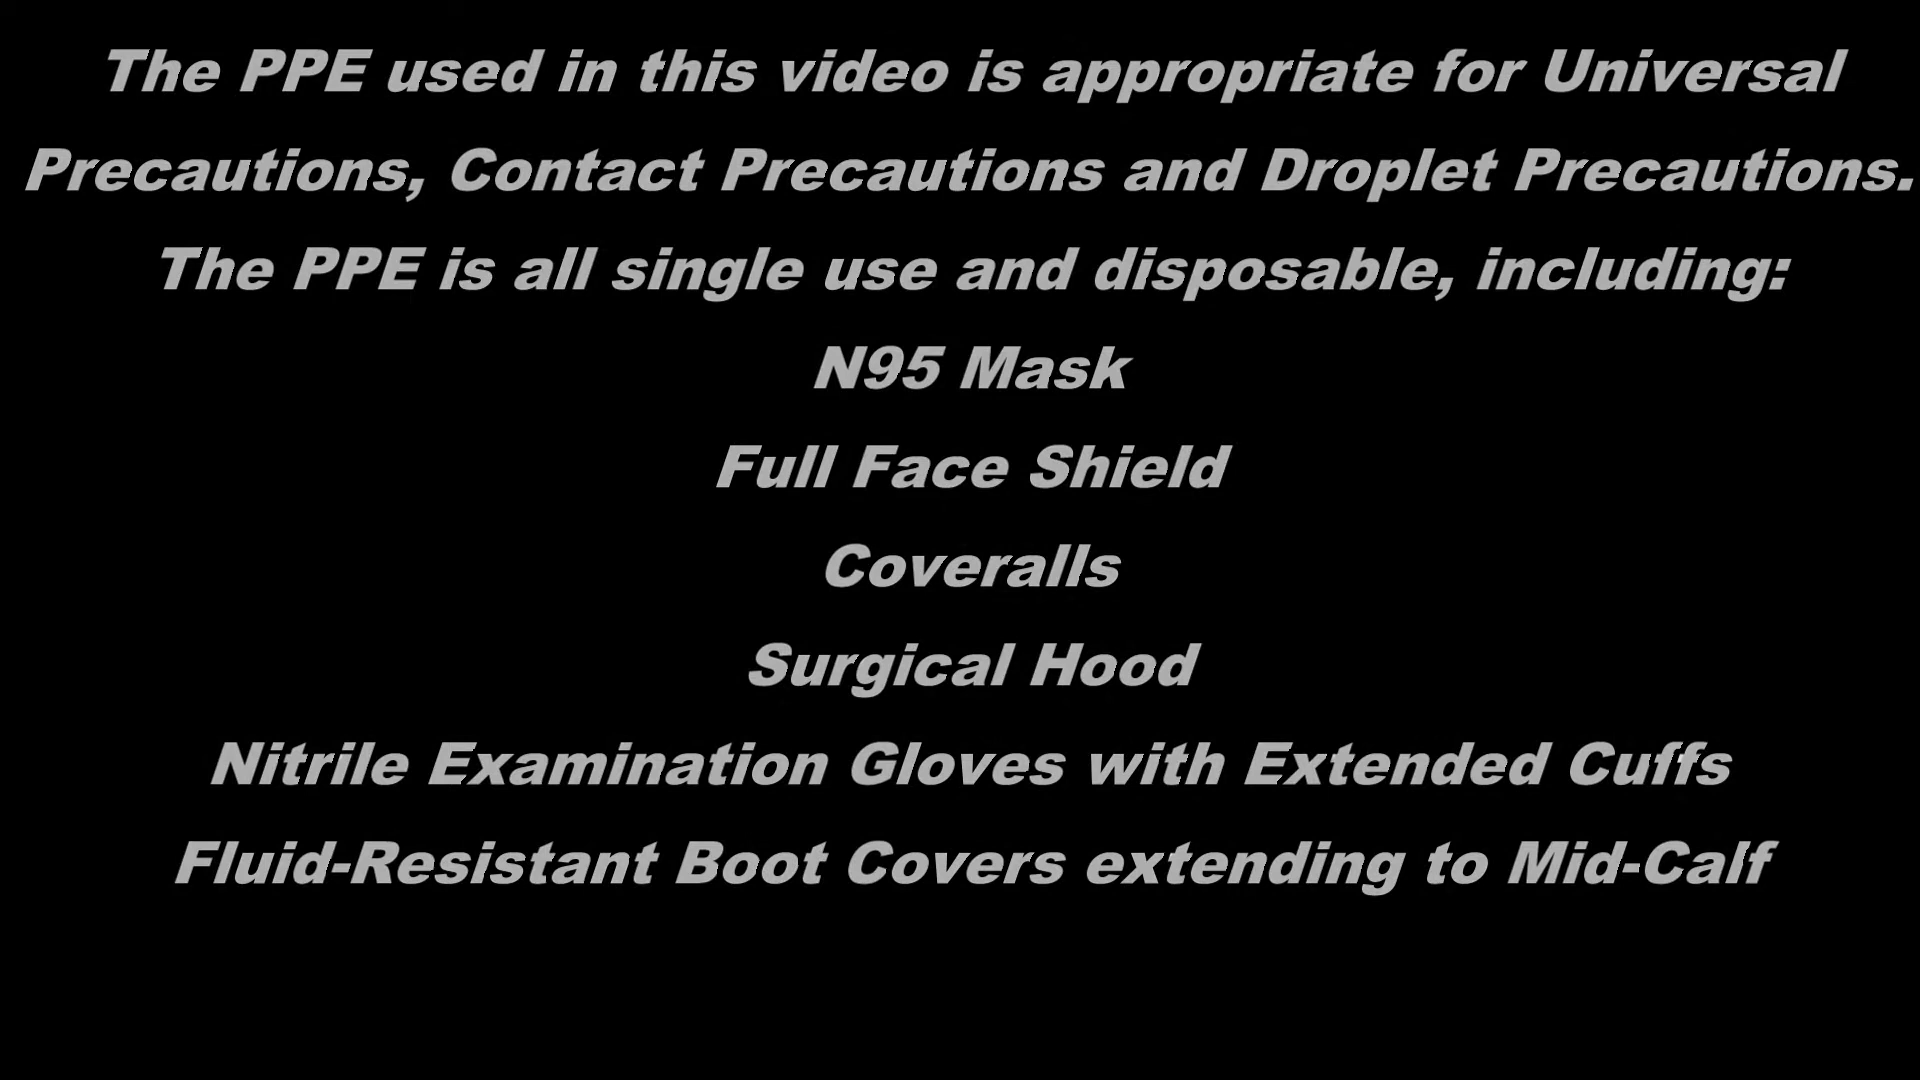 The PPE used in this video is appropriate for Universal
Precautions, Contact Precautions and Droplet Precautions.
The PPE is all single use and disposable, including:
N95 Mask
Full Face Shield
Coveralls
Surgical Hood
Nitrile Examination Gloves with Extended Cuffs
Fluid-Resistant Boot Covers extending to Mid-Calf